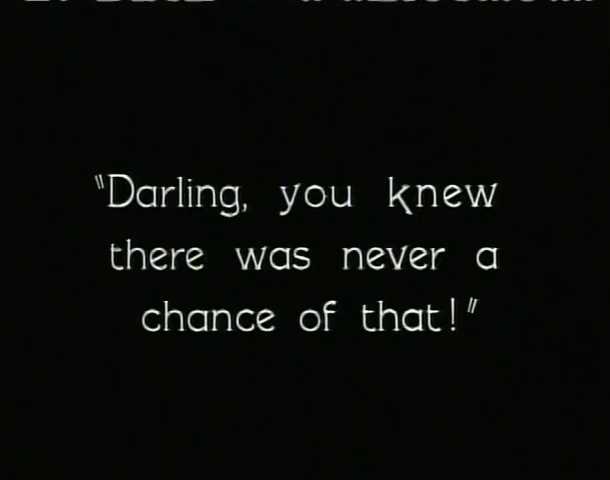 "Darling, you knew
there was never a
chance of that!"